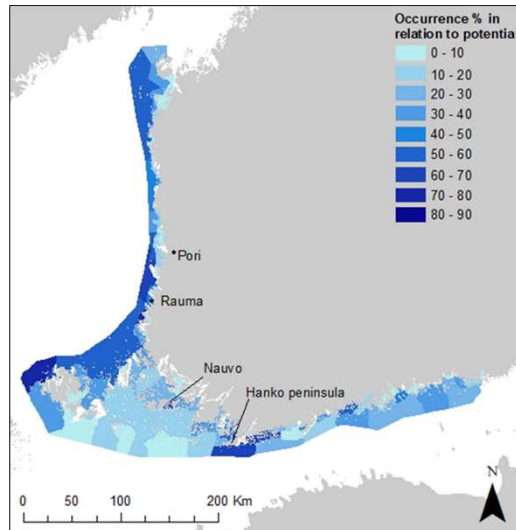 Occurrence % in
relation to potentia
0 - 10
10 - 20
20 - 30
30 - 40
40 - 50
50 - 60
60 - 70
70 - 80
80 - 90
Pori
Rauma
Nauvo
Hanko peninsula
N
0 50 100 200 Km